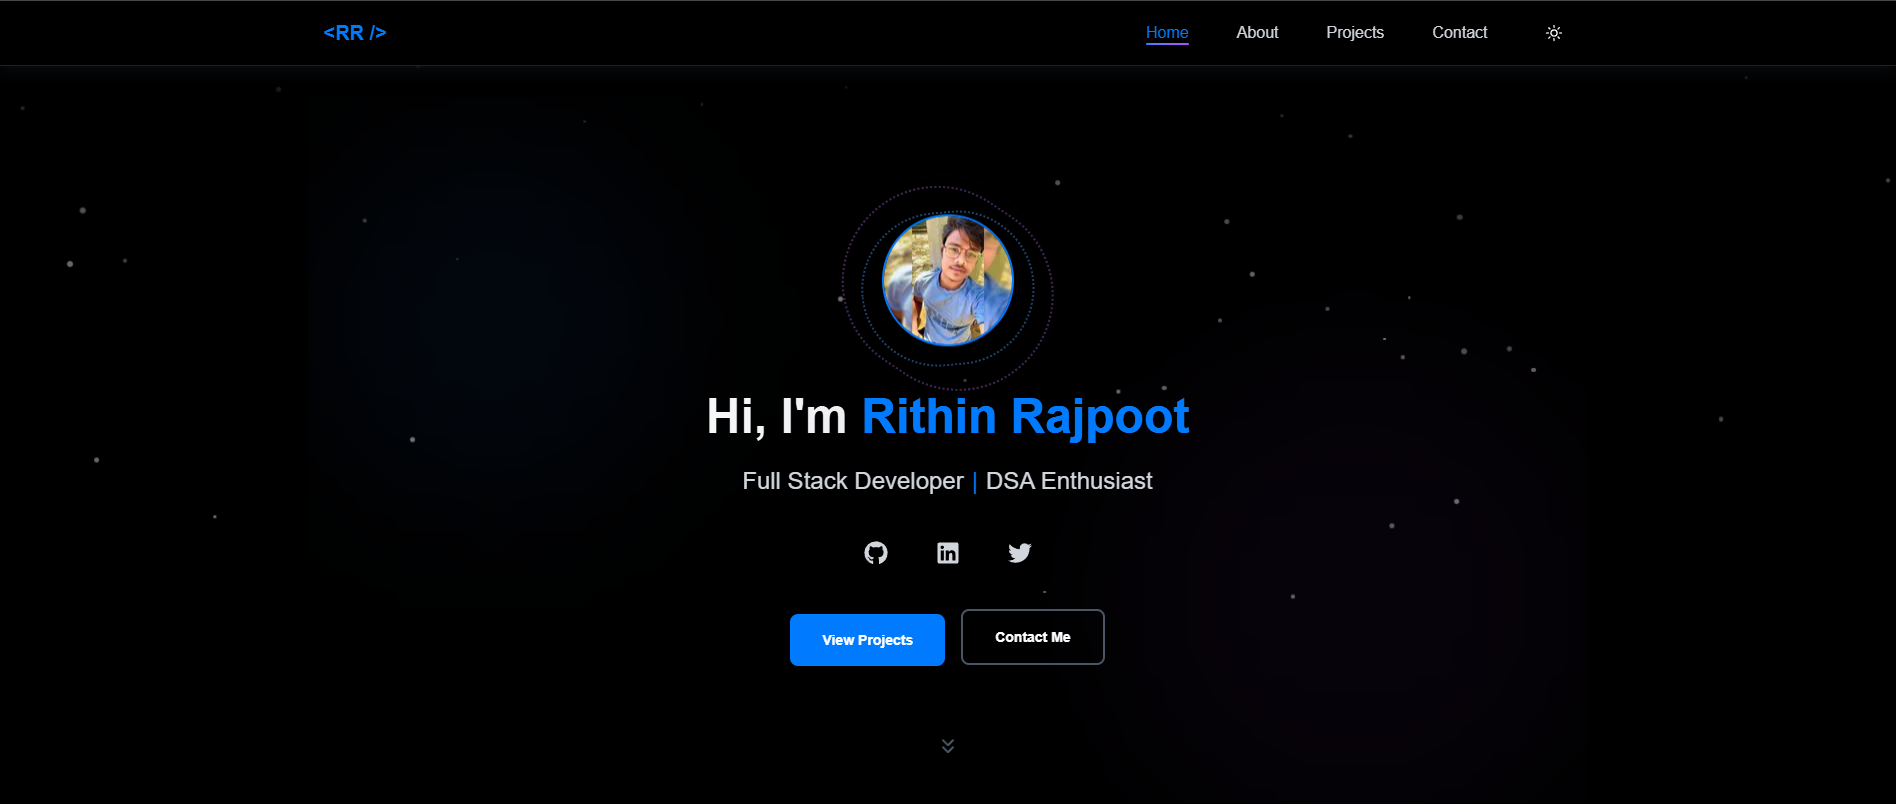 <RR />
Home About Projects Contact
Hi, I'm Rithin Rajpoot
Full Stack Developer | DSA Enthusiast
View Projects Contact Me